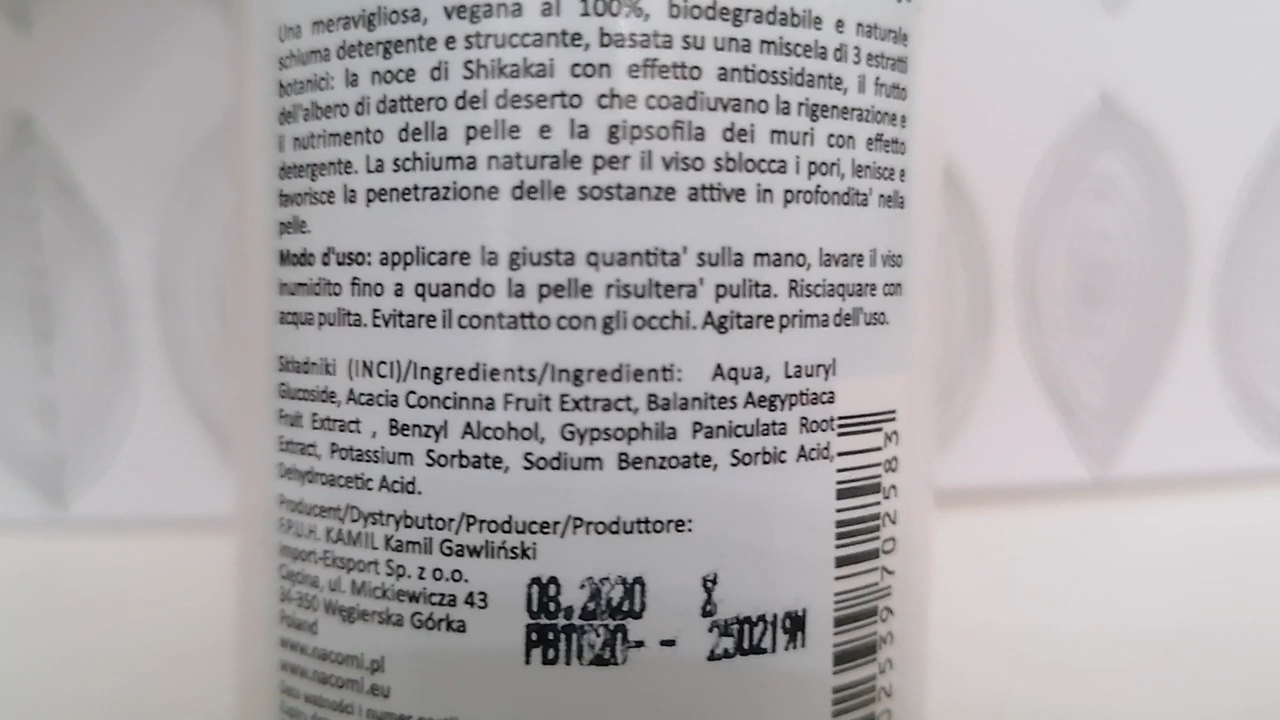 Una meravigliosa, vegana al 100%, biodegradabile e naturale
schiuma detergente e struccante, basata su una miscela di 3 estratti
botanici: la noce di Shikakai con effetto antiossidante, il frutto
dell'albero di dattero del deserto che coadiuvano la rigenerazione e
il nutrimento della pelle e la gipsofila dei muri con effetto
detergente. La schiuma naturale per il viso sblocca i pori, lenisce e
favorisce la penetrazione delle sostanze attive in profondita' nella
pelle.
Modo d'uso: applicare la giusta quantita' sulla mano, lavare il viso
inumidito fino a quando la pelle risultera' pulita. Risciaquare con
acqua pulita. Evitare il contatto con gli occhi. Agitare prima dell'uso.
Składniki (INCI)/Ingredients/Ingredienti: Aqua, Lauryl
Glucoside, Acacia Concinna Fruit Extract, Balanites Aegyptiaca
Fruit Extract , Benzyl Alcohol, Gypsophila Paniculata Root
Extract, Potassium Sorbate, Sodium Benzoate, Sorbic Acid,
Dehydroacetic Acid.
Producent/Dystrybutor/Producer/Produttore:
F.P.U.H. KAMIL Kamil Gawliński
Import-Eksport Sp. z o.o.
Cięcina, ul. Mickiewicza 43
34-350 Węgierska Górka
Poland
www.nacomi.pl
www.nacomi.eu
Data ważności i numer
08.2020
250219M
02539702583